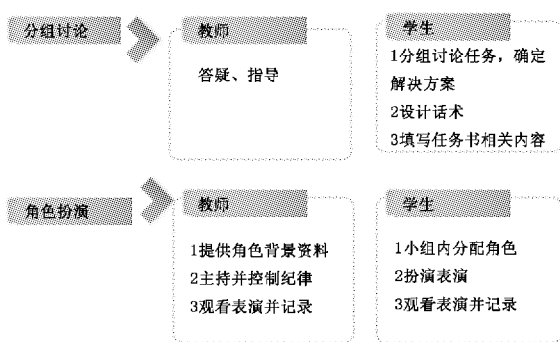 分组讨论
教师
答疑、指导
学生
1分组讨论任务，确定
解决方案
2设计话术
3填写任务书相关内容
角色扮演
教师
1提供角色背景资料
2主持并控制纪律
3观看表演并记录
学生
1小组内分配角色
2扮演表演
3观看表演并记录